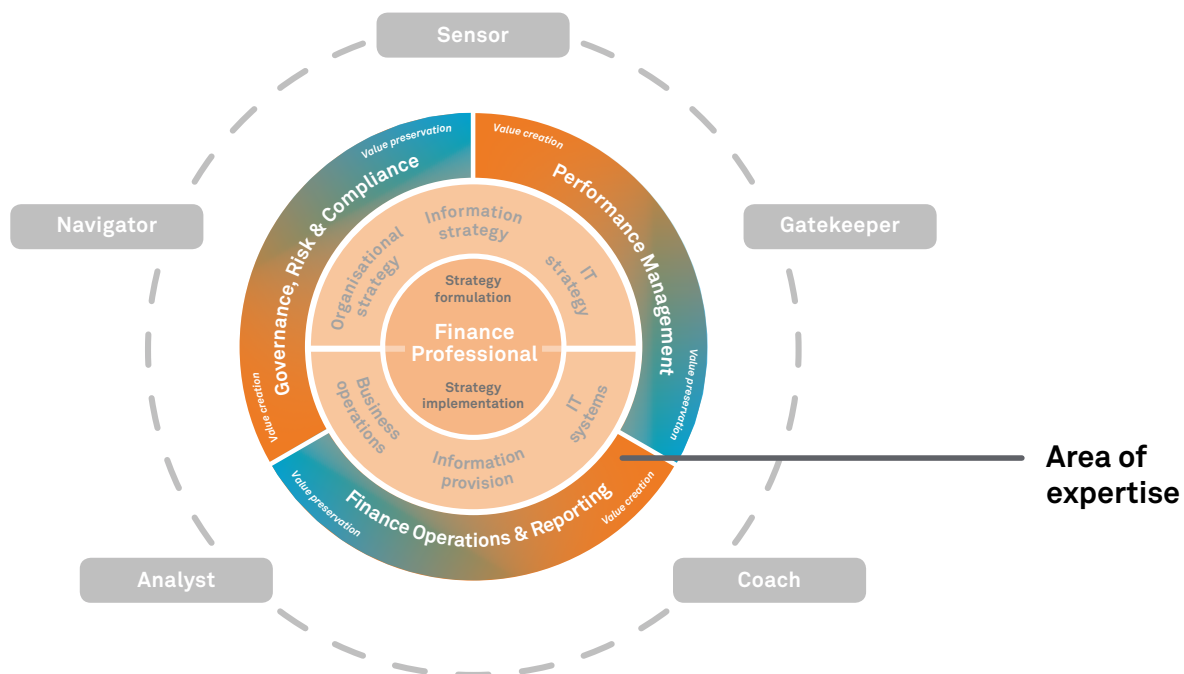 Sensor
Navigator
Gatekeeper
Value preservation
Value creation
Governance, Risk & Compliance
Performance Management
Value creation
Value preservation
Organisational
strategy
Information
strategy
IT
strategy
Strategy
formulation
Finance
Professional
Strategy
implementation
Business
operations
Information
provision
IT
systems
Value preservation
Finance Operations & Reporting
Value creation
Area of
expertise
Analyst
Coach